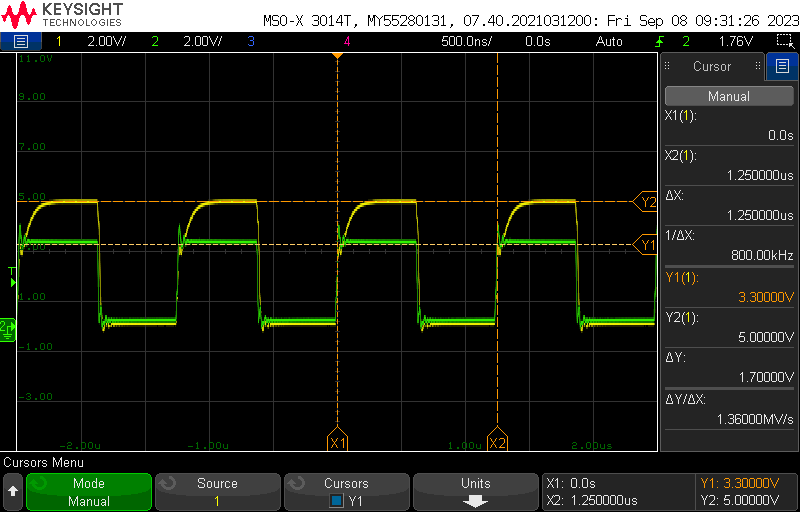 KEYSIGHT
TECHNOLOGIES
MSO-X 3014T, MY55280131, 07.40.2021031200: Fri Sep 08 09:31:26 2023
1 2.00V/ 2 2.00V/ 3 4 500.0ns/ 0.0s Auto 2 1.76V
11.0V
9.00
7.00
5.00
3.00
1.00
-1.00
-3.00
-2.00u -1.00u 1.00u 2.00us
T
2
Y2
Y1
X1
X2
Cursor
Manual
X1(1):
0.0s
X2(1):
1.250000us
ΔX:
1.250000us
1/ΔX:
800.00kHz
Y1(1):
3.30000V
Y2(1):
5.00000V
ΔY:
1.70000V
ΔY/ΔX:
1.36000MV/s
Cursors Menu
Mode
Manual
Source
1
Cursors
Y1
Units
X1: 0.0s
X2: 1.250000us
Y1: 3.30000V
Y2: 5.00000V